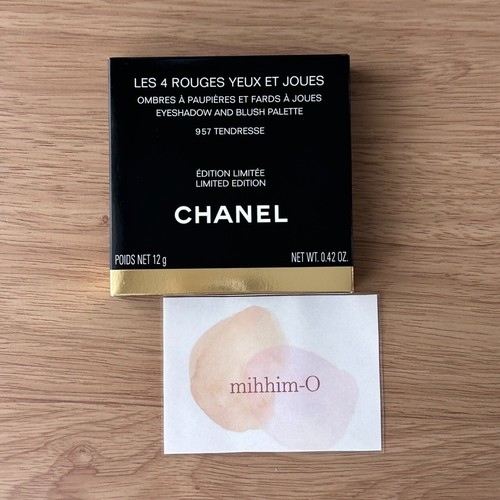 LES 4 ROUGES YEUX ET JOUES
OMBRES À PAUPIÈRES ET FARDS À JOUES
EYESHADOW AND BLUSH PALETTE
957 TENDRESSE
ÉDITION LIMITÉE
LIMITED EDITION
CHANEL
POIDS NET 12 g NET WT. 0.42 OZ.
mihhim-O